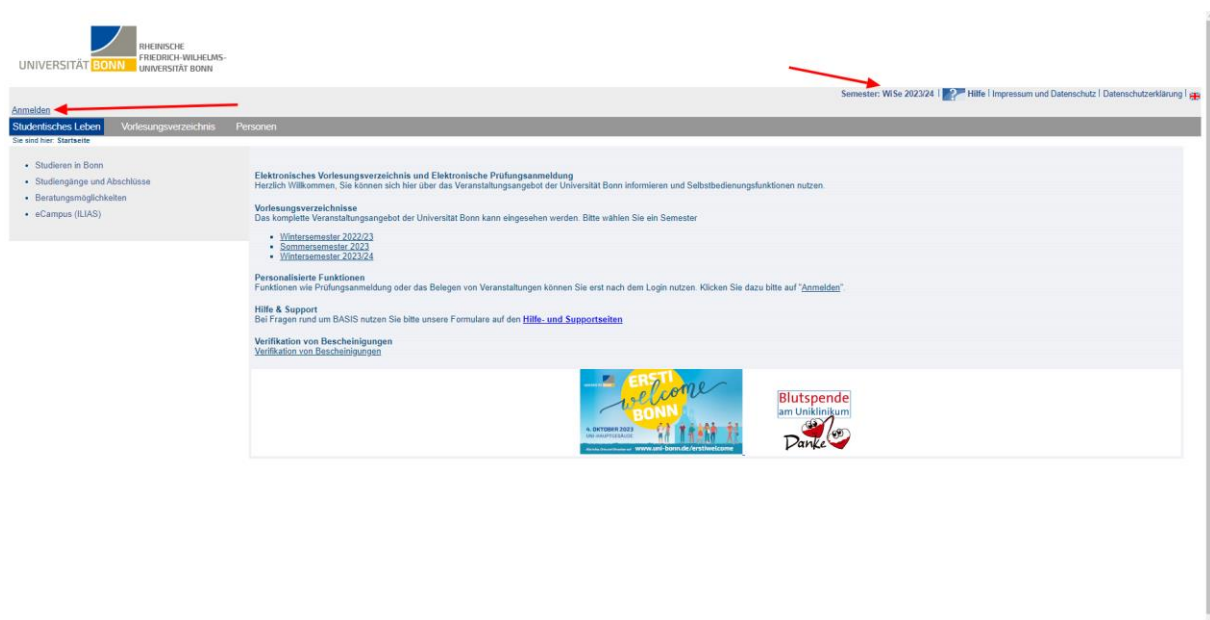 RHEINISCHE
FRIEDRICH-WILHELMS-
UNIVERSITÄT BONN
UNIVERSITÄT BONN
Semester: WiSe 2023/24 | Hilfe | Impressum und Datenschutz | Datenschutzerklärung |
Anmelden
Studentisches Leben Vorlesungsverzeichnis Personen
Sie sind hier: Startseite
Studieren in Bonn
Studiengänge und Abschlüsse
Beratungsmöglichkeiten
eCampus (ILIAS)
Elektronisches Vorlesungsverzeichnis und Elektronische Prüfungsanmeldung
Herzlich Willkommen, Sie können sich hier über das Veranstaltungsangebot der Universität Bonn informieren und Selbstbedienungsfunktionen nutzen.
Vorlesungsverzeichnisse
Das komplette Veranstaltungsangebot der Universität Bonn kann eingesehen werden. Bitte wählen Sie ein Semester
Wintersemester 2022/23
Sommersemester 2023
Wintersemester 2023/24
Personalisierte Funktionen
Funktionen wie Prüfungsanmeldung oder das Belegen von Veranstaltungen können Sie erst nach dem Login nutzen. Klicken Sie dazu bitte auf "Anmelden".
Hilfe & Support
Bei Fragen rund um BASIS nutzen Sie bitte unsere Formulare auf den Hilfe- und Supportseiten
Verifikation von Bescheinigungen
Verifikation von Bescheinigungen
ERSTI
welcome
BONN
4. OKTOBER 2023
UNI-HAUPTGEBÄUDE
www.uni-bonn.de/erstiwelcome
Blutspende
am Uniklinikum
Danke